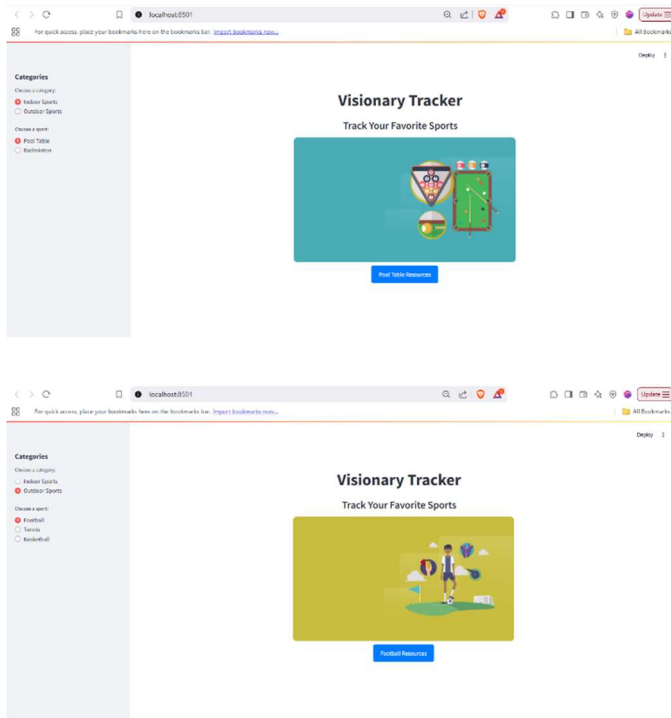 localhost:8501
Update
For quick access, place your bookmarks here on the bookmarks bar. Import bookmarks now...
All Bookmarks
Deploy
Categories
Choose a category:
Indoor Sports
Outdoor Sports
Choose a sport:
Pool Table
Badminton
Visionary Tracker
Track Your Favorite Sports
Pool Table Resources
localhost:8501
Update
For quick access, place your bookmarks here on the bookmarks bar. Import bookmarks now...
All Bookmarks
Deploy
Categories
Choose a category:
Indoor Sports
Outdoor Sports
Choose a sport:
Football
Tennis
Basketball
Visionary Tracker
Track Your Favorite Sports
Football Resources